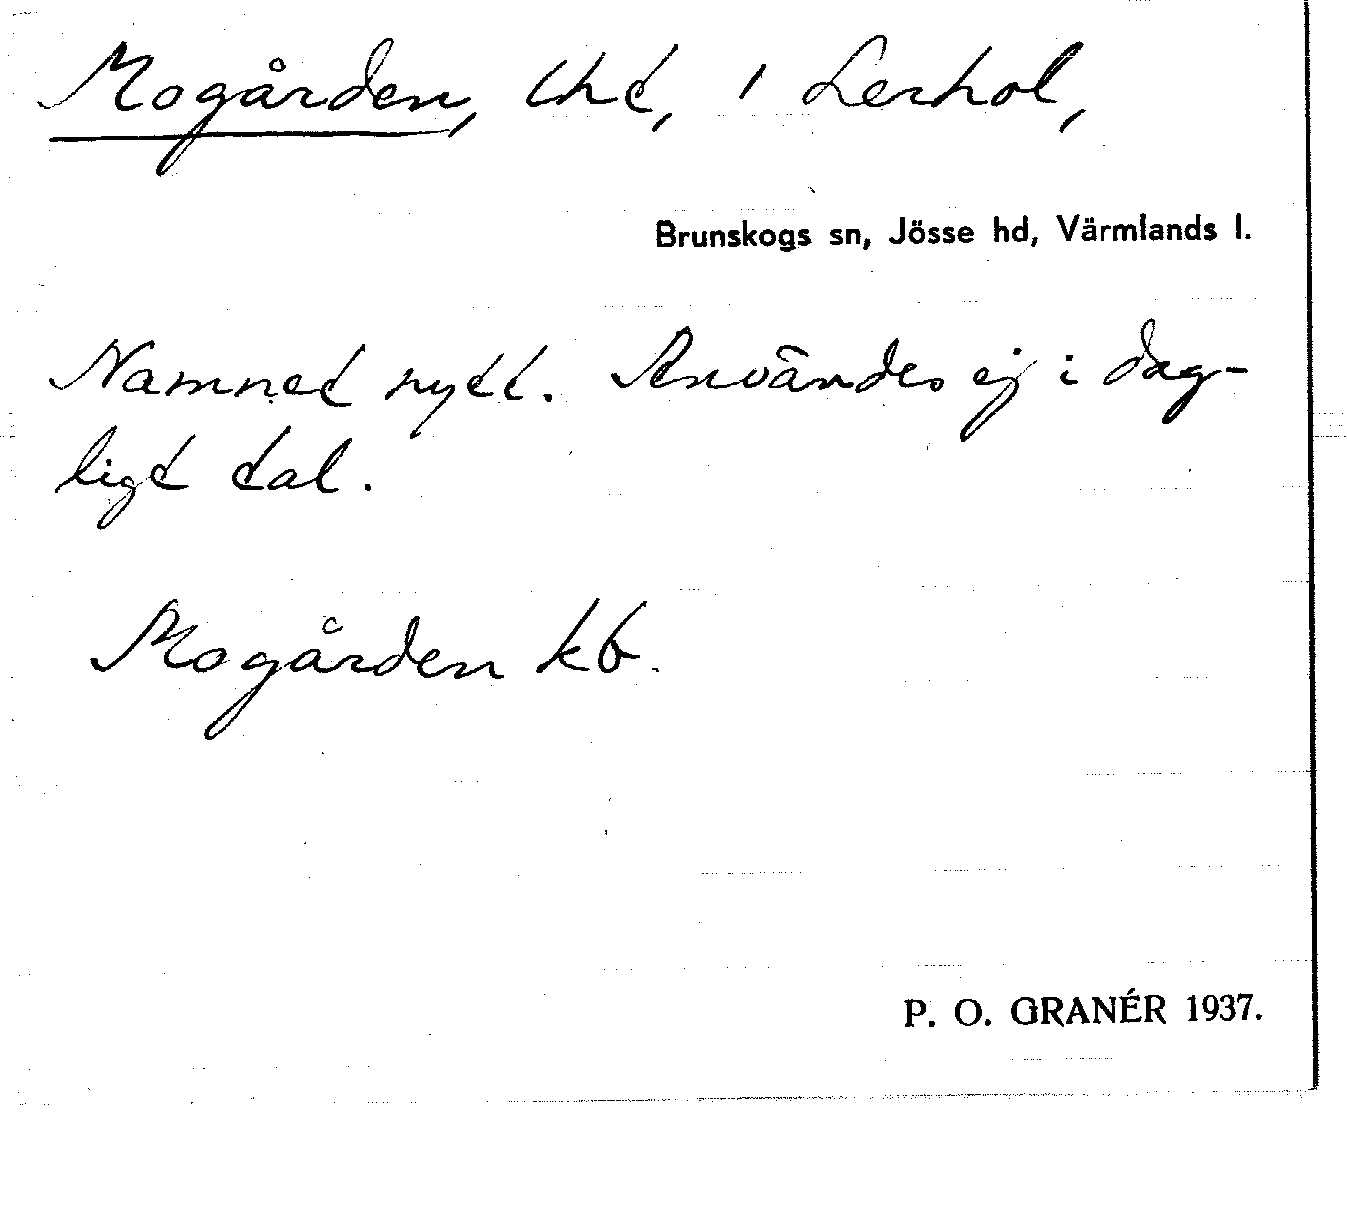 Mogården, lht, 1 Lerhol,
Brunskogs sn, Jösse hd, Värmlands l.
Namnet nytt. Användes ej i dag-
ligt tal.
Mogården kb.
P. O. GRANÉR 1937.